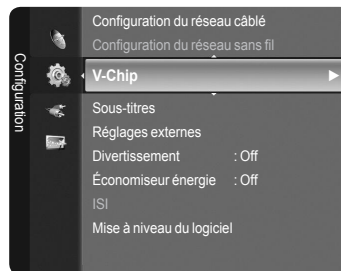 Configuration
Configuration du réseau câblé
Configuration du réseau sans fil
V-Chip
Sous-titres
Réglages externes
Divertissement : Off
Économiseur énergie : Off
ISI
Mise à niveau du logiciel